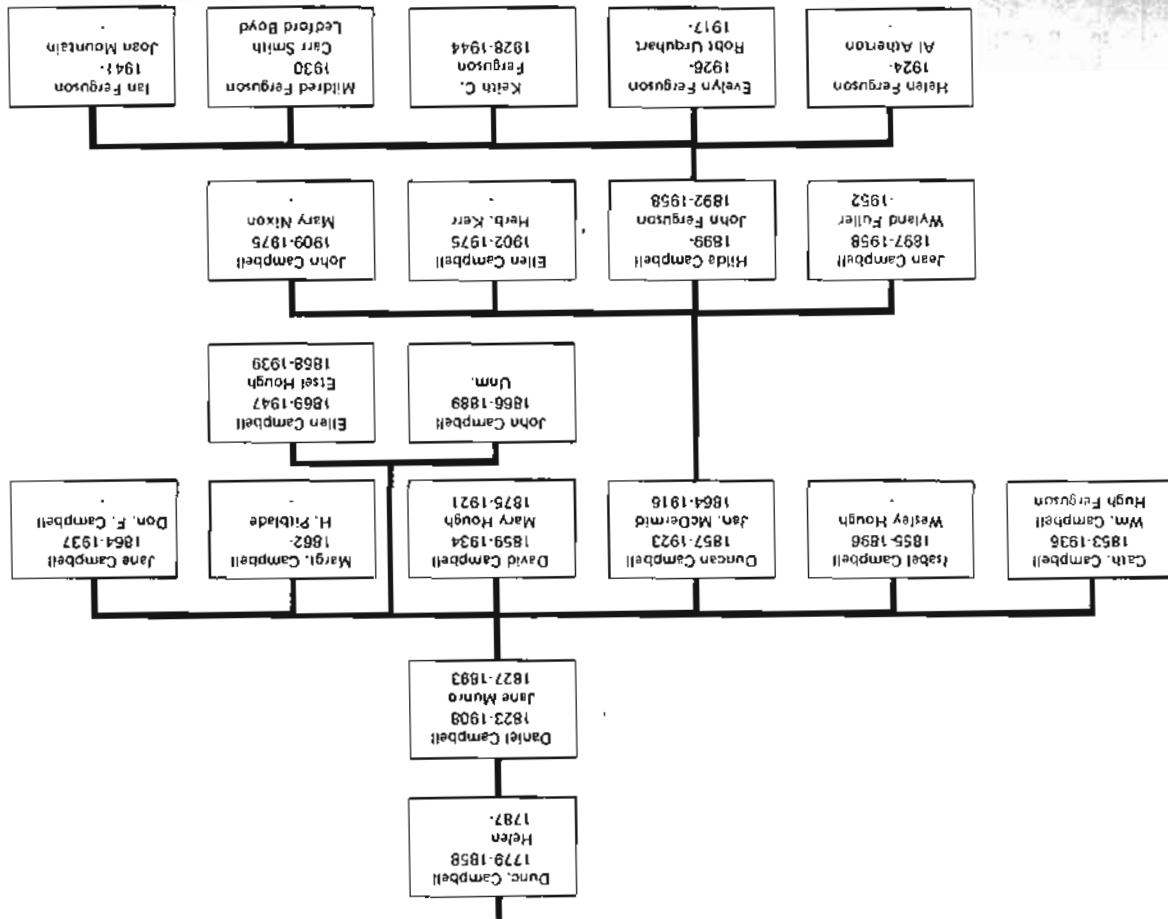 Dunc. Campbell
1779-1858
Helen
1787-
Daniel Campbell
1823-1908
Jane Munro
1827-1893
Cath. Campbell
1853-1936
Wm. Campbell
Hugh Ferguson
Isabel Campbell
1855-1896
Wesley Hough
-
Duncan Campbell
1857-1923
Jan. McDermid
1864-1916
David Campbell
1859-1934
Mary Hough
1875-1921
Margt. Campbell
1862-
H. Pitblade
-
Jane Campbell
1864-1937
Don. F. Campbell
-
John Campbell
1866-1889
Unm.
Ellen Campbell
1869-1947
Etsel Hough
1868-1939
Jean Campbell
1897-1958
Wyland Fuller
-1952
Hilda Campbell
1899-
John Ferguson
1892-1958
Ellen Campbell
1902-1975
Herb. Kerr
-
John Campbell
1909-1975
Mary Nixon
-
Helen Ferguson
1924-
Al Atherton
-
Evelyn Ferguson
1926-
Robt Urquhart
1917-
Keith C.
Ferguson
1928-1944
Mildred Ferguson
1930
Carr Smith
Ledford Boyd
Ian Ferguson
1941-
Joan Mountain
-